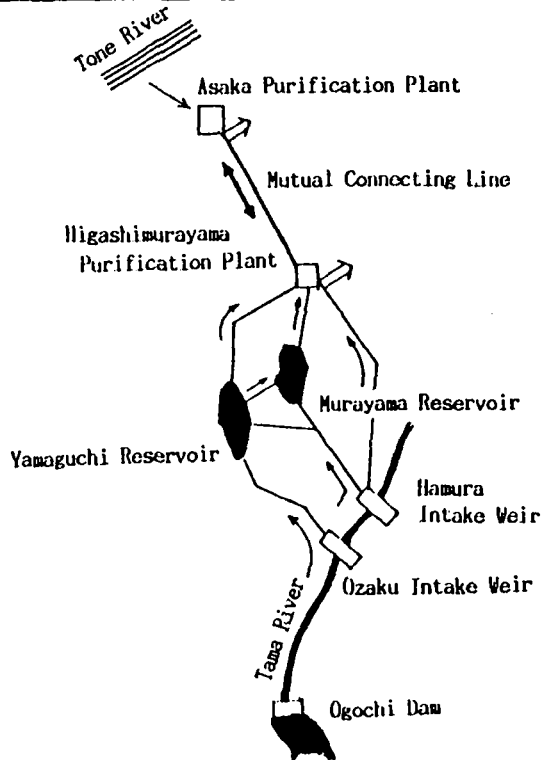 Tone River
Asaka Purification Plant
Mutual Connecting Line
Higashimurayama
Purification Plant
Murayama Reservoir
Yamaguchi Reservoir
Hamura
Intake Weir
Ozaku Intake Weir
Tama River
Ogochi Dam